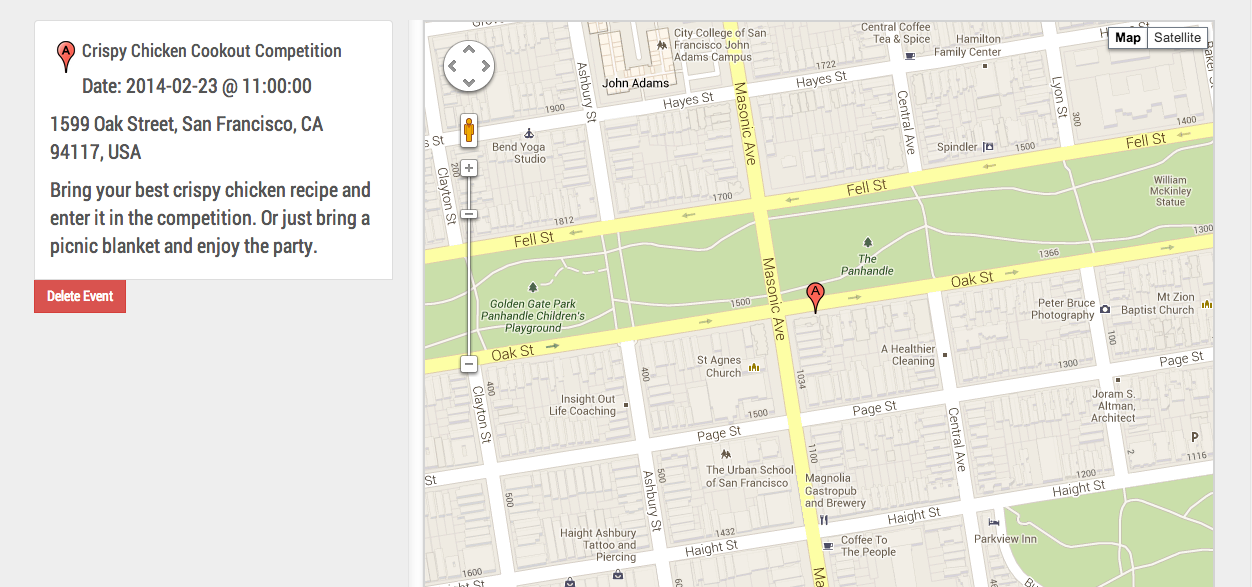 A
Crispy Chicken Cookout Competition
Date: 2014-02-23 @ 11:00:00
1599 Oak Street, San Francisco, CA
94117, USA
Bring your best crispy chicken recipe and
enter it in the competition. Or just bring a
picnic blanket and enjoy the party.
Delete Event
Map
Satellite
City College of San
Francisco John
Adams Campus
John Adams
Central Coffee
Tea & Spice
Hamilton
Family Center
1722
Hayes St
Hayes St
1900
Ashbury St
Masonic Ave
Central Ave
Lyon St
300
1400
Bend Yoga
Studio
200
Clayton St
Spindler
1500
Fell St
William
McKinley
Statue
1700
Fell St
1812
Fell St
1300
The
Panhandle
1366
Oak St
Masonic Ave
1500
A
Golden Gate Park
Panhandle Children's
Playground
Oak St
Peter Bruce
Photography
Mt Zion
Baptist Church
100
A Healthier
Cleaning
St Agnes
Church
1034
400
400
1300
Page St
Insight Out
Life Coaching
Clayton St
1500
Page St
Page St
Joram S.
Altman,
Architect
Central Ave
P
2
1116
1100
The Urban School
of San Francisco
500
500
Ashbury St
Magnolia
Gastropub
and Brewery
1200
Haight St
Haight St
Haight Ashbury
Tattoo and
Piercing
1432
Haight St
Coffee To
The People
Parkview Inn
1600
St